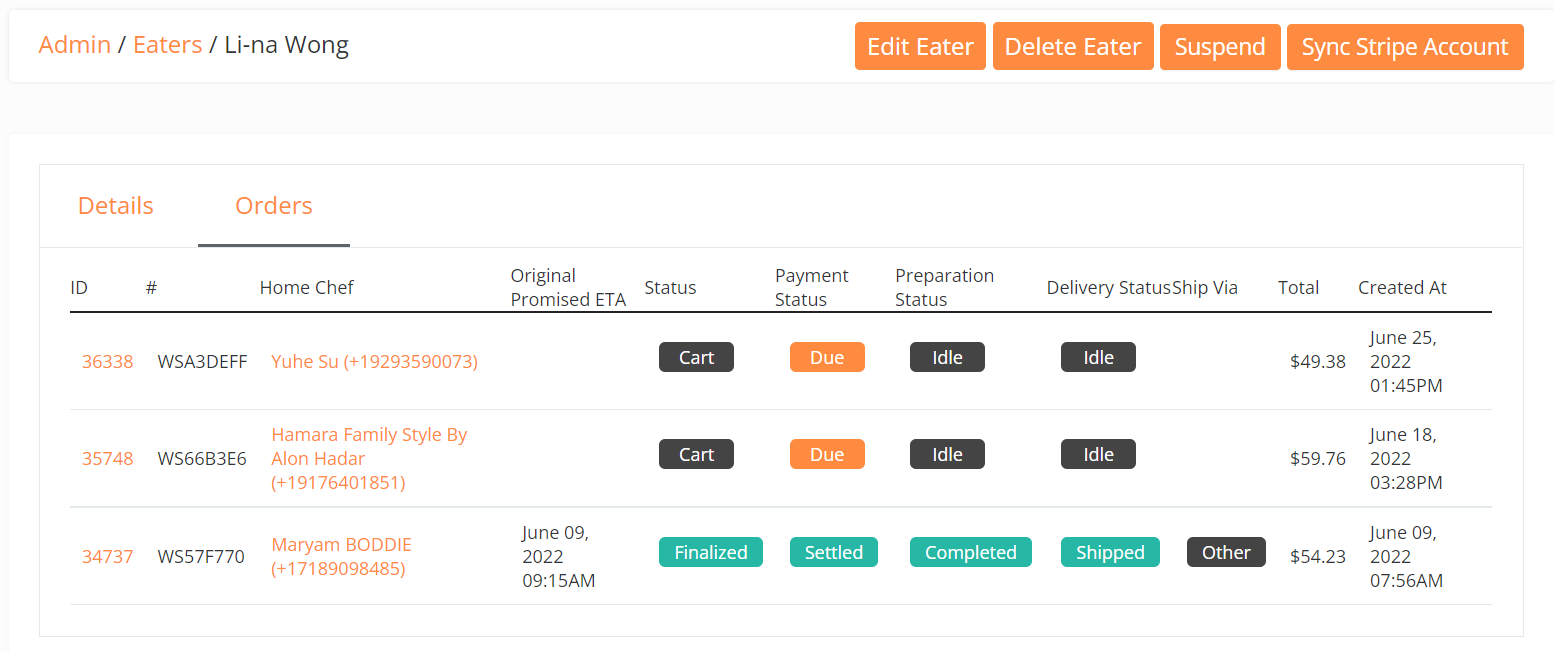 Admin / Eaters / Li-na Wong
Edit Eater
Delete Eater
Suspend
Sync Stripe Account
Details
Orders
ID
#
Home Chef
Original
Promised ETA
Status
Payment
Status
Preparation
Status
Delivery Status
Ship Via
Total
Created At
36338
WSA3DEFF
Yuhe Su (+19293590073)
Cart
Due
Idle
Idle
$49.38
June 25,
2022
01:45PM
35748
WS66B3E6
Hamara Family Style By
Alon Hadar
(+19176401851)
Cart
Due
Idle
Idle
$59.76
June 18,
2022
03:28PM
34737
WS57F770
Maryam BODDIE
(+17189098485)
June 09,
2022
09:15AM
Finalized
Settled
Completed
Shipped
Other
$54.23
June 09,
2022
07:56AM